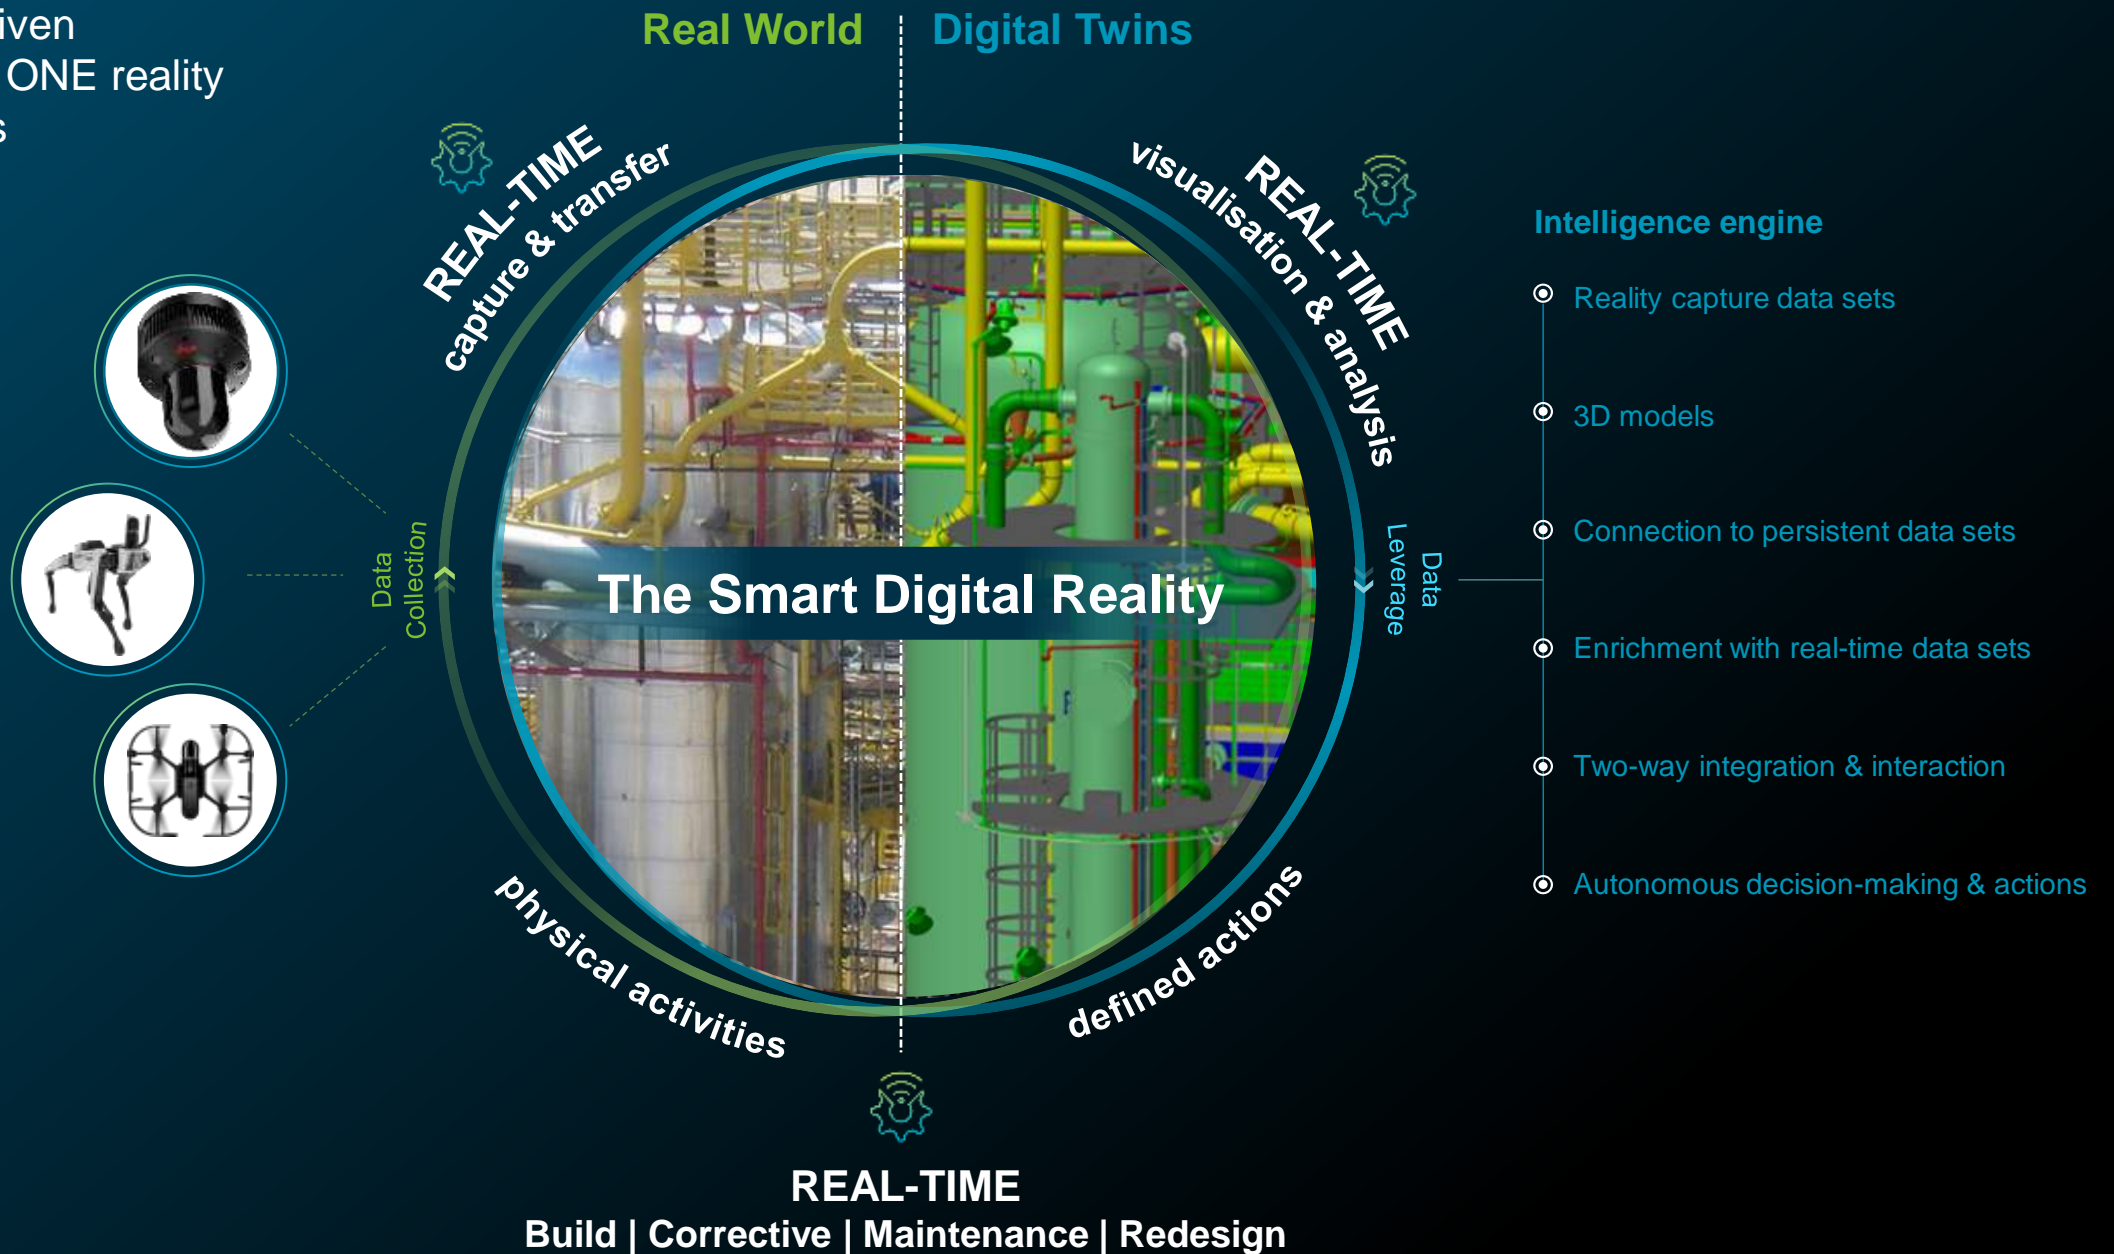 iven
ONE reality
s
Real World
Digital Twins
REAL-TIME
capture & transfer
REAL-TIME
visualisation & analysis
Data
Collection
The Smart Digital Reality
Data
Leverage
Intelligence engine
Reality capture data sets
3D models
Connection to persistent data sets
Enrichment with real-time data sets
Two-way integration & interaction
Autonomous decision-making & actions
physical activities
defined actions
REAL-TIME
Build | Corrective | Maintenance | Redesign